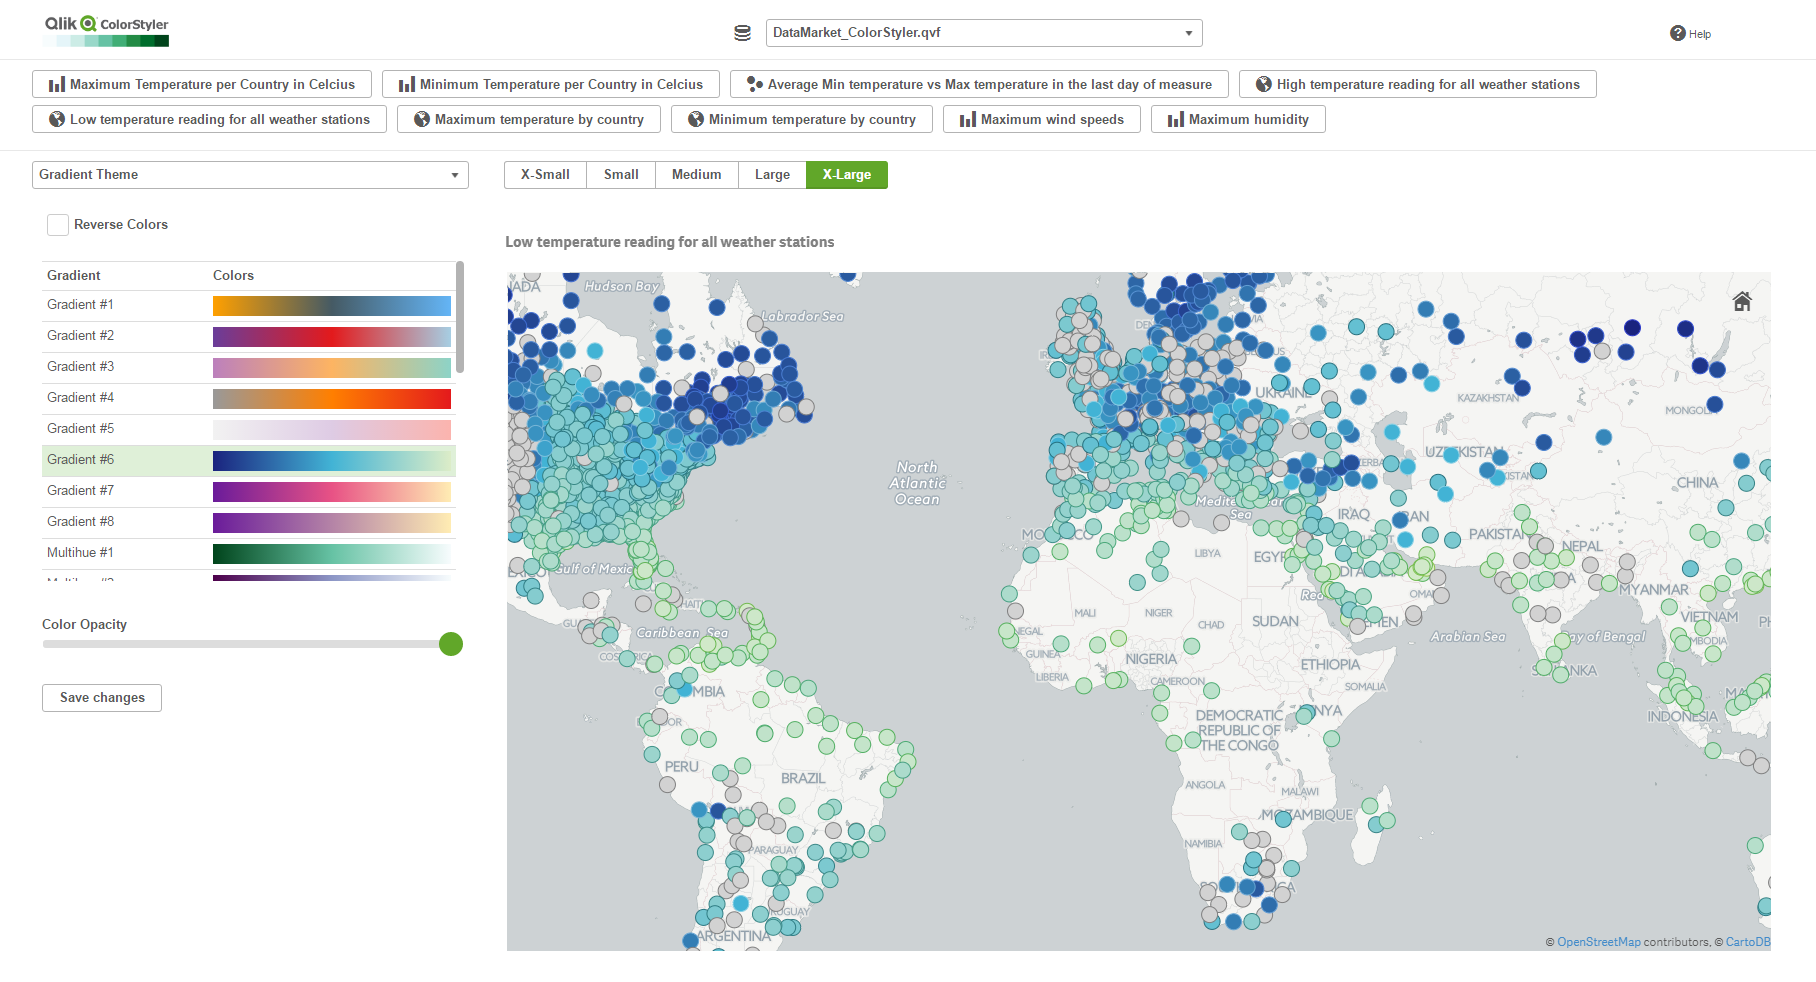 Qlik ColorStyler
DataMarket_ColorStyler.qvf
Help
Maximum Temperature per Country in Celcius
Minimum Temperature per Country in Celcius
Average Min temperature vs Max temperature in the last day of measure
High temperature reading for all weather stations
Low temperature reading for all weather stations
Maximum temperature by country
Minimum temperature by country
Maximum wind speeds
Maximum humidity
Gradient Theme
X-Small
Small
Medium
Large
X-Large
Reverse Colors
Low temperature reading for all weather stations
Gradient Colors
Gradient #1
Gradient #2
Gradient #3
Gradient #4
Gradient #5
Gradient #6
Gradient #7
Gradient #8
Multihue #1
Color Opacity
Save changes
ADA
Hudson Bay
Labrador Sea
UKRAINE
KAZAKHSTAN
MONGOL
North
Atlantic
Ocean
CHINA
Sea
IRAQ
PAKISTAN
NEPAL
LIBYA
Gulf of Mexic
MYANMAR
MALI
NIGER
CHAD
SUDAN
VIETNAM
Caribbean Sea
Arabian Sea
ay of Bengal
GUINEA
NIGERIA
ETHIOPIA
LIBERIA
CAMEROON
SOMALIA
INDONESIA
DEMOCRATIC
REPUBLIC OF
THE CONGO
PERU
BRAZIL
ANGOLA
MALAWI
MOZAMBIQUE
NAMIBIA
PARAGUAY
ARGENTINA
© OpenStreetMap contributors, © CartoDB